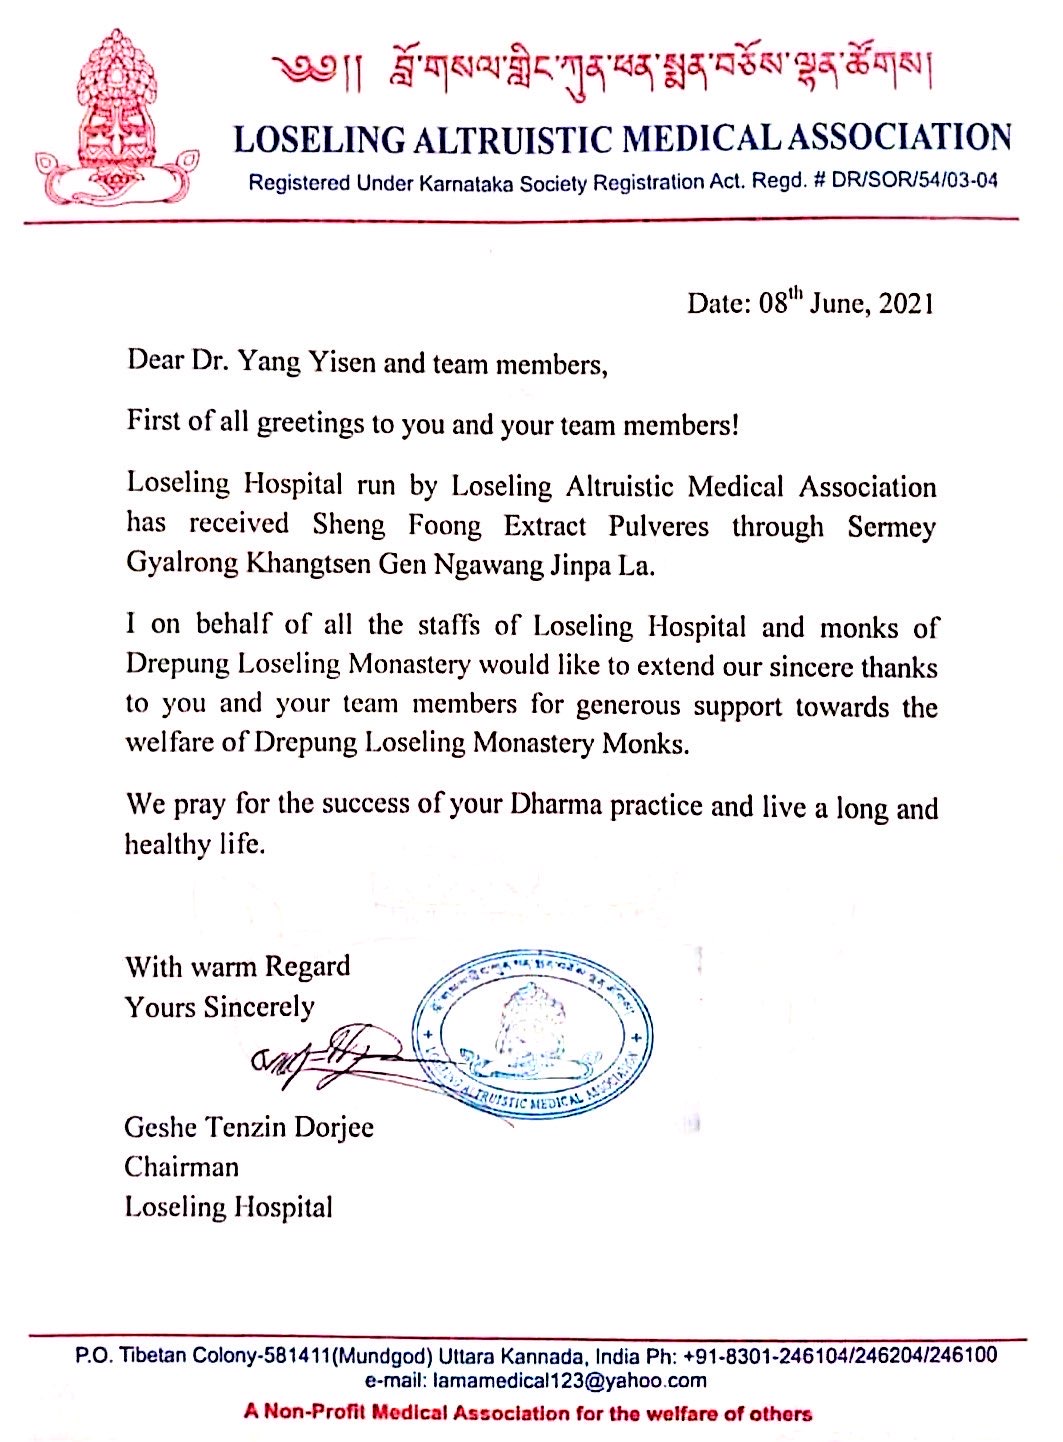 ༄༅།། བློ་གསལ་གླིང་ཀུན་ཕན་སྨན་བཅོས་ལྷན་ཚོགས།
LOSELING ALTRUISTIC MEDICAL ASSOCIATION
Registered Under Karnataka Society Registration Act. Regd. # DR/SOR/54/03-04
Date: 08th June, 2021
Dear Dr. Yang Yisen and team members,
First of all greetings to you and your team members!
Loseling Hospital run by Loseling Altruistic Medical Association
has received Sheng Foong Extract Pulveres through Sermey
Gyalrong Khangtsen Gen Ngawang Jinpa La.
I on behalf of all the staffs of Loseling Hospital and monks of
Drepung Loseling Monastery would like to extend our sincere thanks
to you and your team members for generous support towards the
welfare of Drepung Loseling Monastery Monks.
We pray for the success of your Dharma practice and live a long and
healthy life.
With warm Regard
Yours Sincerely
LOSELING ALTRUISTIC MEDICAL ASSOCIATION
Geshe Tenzin Dorjee
Chairman
Loseling Hospital
P.O. Tibetan Colony-581411(Mundgod) Uttara Kannada, India Ph: +91-8301-246104/246204/246100
e-mail: lamamedical123@yahoo.com
A Non-Profit Medical Association for the welfare of others